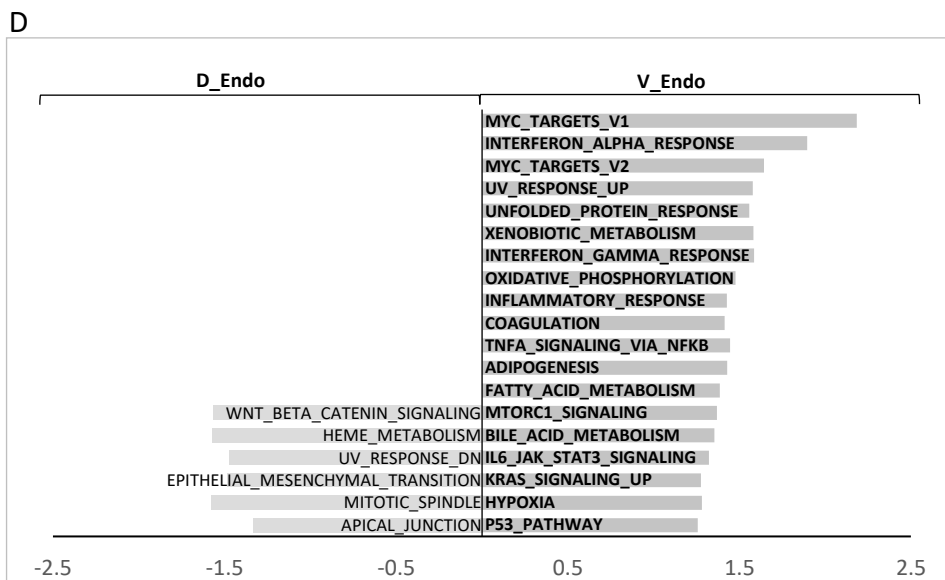 D
D_Endo V_Endo
MYC_TARGETS_V1
INTERFERON_ALPHA_RESPONSE
MYC_TARGETS_V2
UV_RESPONSE_UP
UNFOLDED_PROTEIN_RESPONSE
XENOBIOTIC_METABOLISM
INTERFERON_GAMMA_RESPONSE
OXIDATIVE_PHOSPHORYLATION
INFLAMMATORY_RESPONSE
COAGULATION
TNFA_SIGNALING_VIA_NFKB
ADIPOGENESIS
FATTY_ACID_METABOLISM
WNT_BETA_CATENIN_SIGNALING MTORC1_SIGNALING
HEME_METABOLISM BILE_ACID_METABOLISM
UV_RESPONSE_DN IL6_JAK_STAT3_SIGNALING
EPITHELIAL_MESENCHYMAL_TRANSITION KRAS_SIGNALING_UP
MITOTIC_SPINDLE HYPOXIA
APICAL_JUNCTION P53_PATHWAY
-2.5 -1.5 -0.5 0.5 1.5 2.5